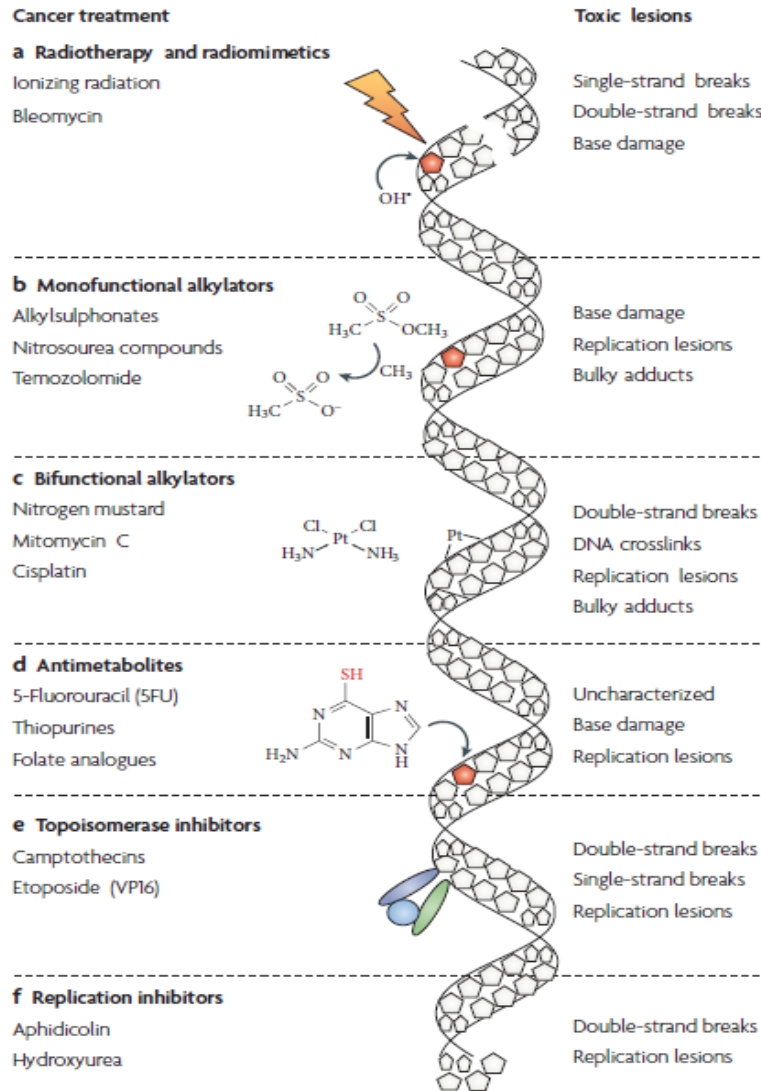 Cancer treatment
Toxic lesions
a Radiotherapy and radiomimetics
Ionizing radiation
Bleomycin
OH•
Single-strand breaks
Double-strand breaks
Base damage
b Monofunctional alkylators
Alkylsulphonates
Nitrosourea compounds
Temozolomide
O O
S
H₃C OCH₃
CH₃
O O
S
H₃C O⁻
Base damage
Replication lesions
Bulky adducts
c Bifunctional alkylators
Nitrogen mustard
Mitomycin C
Cisplatin
Cl Cl
Pt
H₃N NH₃
Pt
Double-strand breaks
DNA crosslinks
Replication lesions
Bulky adducts
d Antimetabolites
5-Fluorouracil (5FU)
Thiopurines
Folate analogues
SH
N N
H₂N N N
H
Uncharacterized
Base damage
Replication lesions
e Topoisomerase inhibitors
Camptothecins
Etoposide (VP16)
Double-strand breaks
Single-strand breaks
Replication lesions
f Replication inhibitors
Aphidicolin
Hydroxyurea
Double-strand breaks
Replication lesions